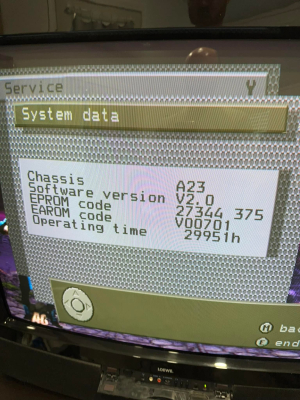 Service
System data
Chassis A23
Software version V2.0
EPROM code 27344 375
EAROM code V00701
Operating time 29951h
M bac
end
LOEWE.